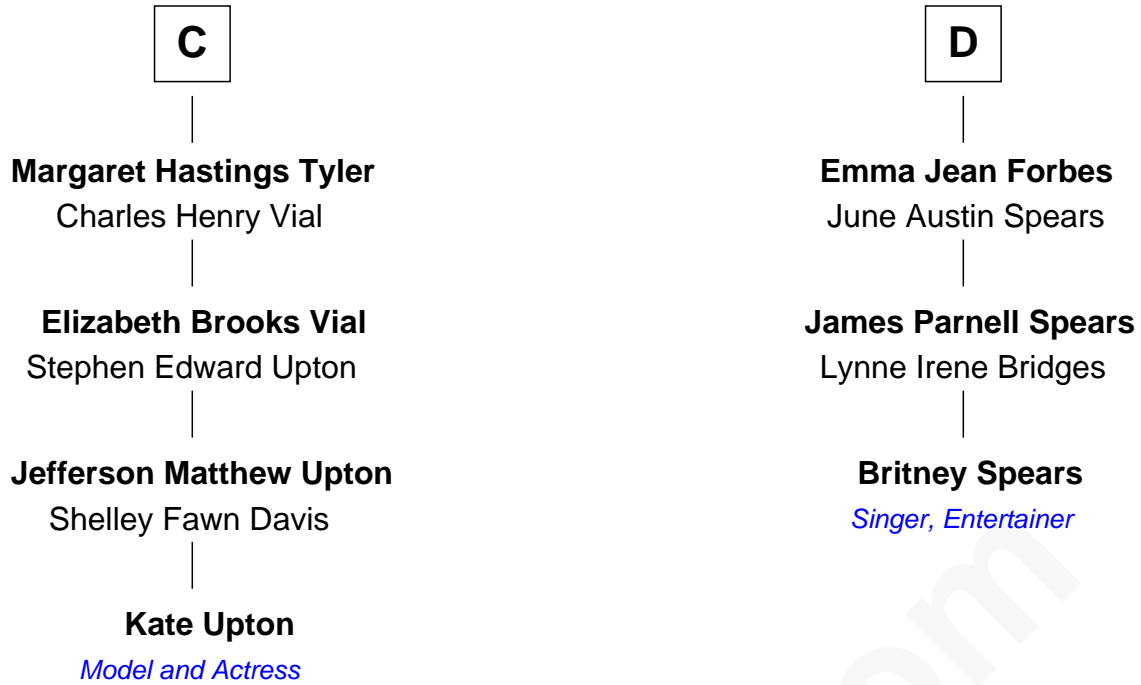 C
Margaret Hastings Tyler
Charles Henry Vial
Elizabeth Brooks Vial
Stephen Edward Upton
Jefferson Matthew Upton
Shelley Fawn Davis
Kate Upton
Model and Actress
D
Emma Jean Forbes
June Austin Spears
James Parnell Spears
Lynne Irene Bridges
Britney Spears
Singer, Entertainer
om